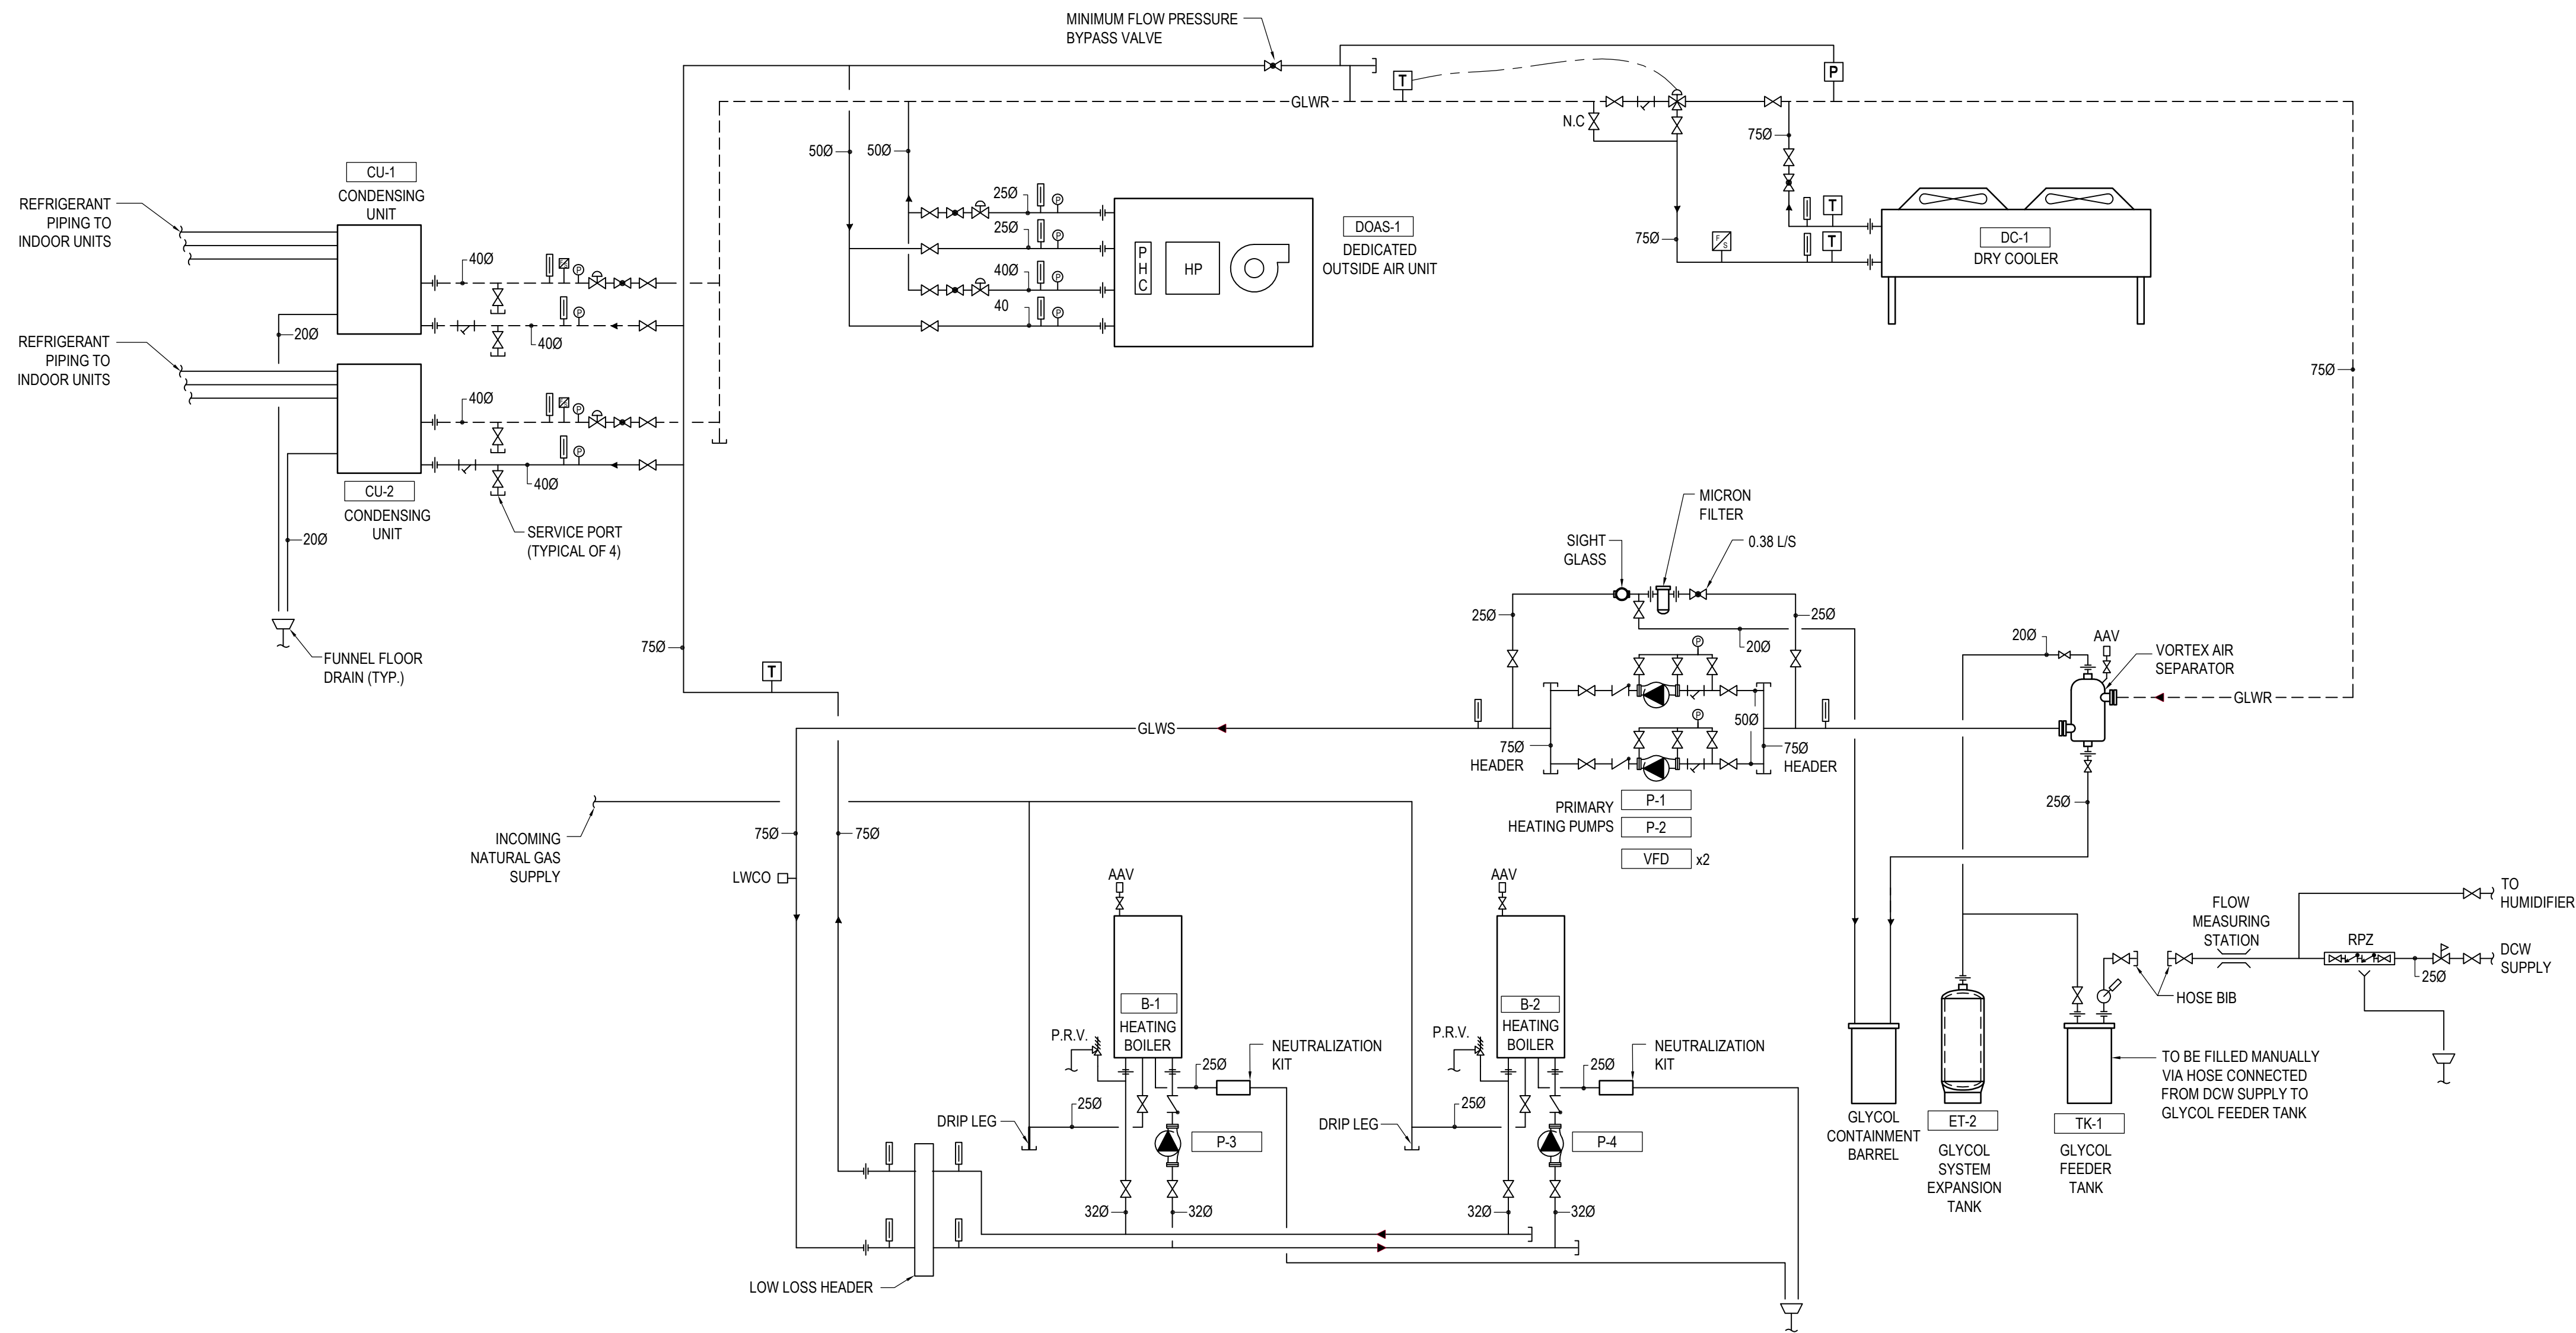 MINIMUM FLOW PRESSURE
BYPASS VALVE
T
P
GLWR
N.C
75Ø
50Ø
50Ø
CU-1
CONDENSING
UNIT
REFRIGERANT
PIPING TO
INDOOR UNITS
40Ø
P
P
40Ø
20Ø
25Ø
P
25Ø
P
40Ø
P
40
P
P
H
C
HP
DOAS-1
DEDICATED
OUTSIDE AIR UNIT
75Ø
F
S
T
T
DC-1
DRY COOLER
75Ø
REFRIGERANT
PIPING TO
INDOOR UNITS
40Ø
P
P
40Ø
CU-2
CONDENSING
UNIT
SERVICE PORT
(TYPICAL OF 4)
20Ø
FUNNEL FLOOR
DRAIN (TYP.)
75Ø
T
MICRON
FILTER
SIGHT
GLASS
0.38 L/S
25Ø
25Ø
20Ø
P
P
50Ø
75Ø
HEADER
75Ø
HEADER
20Ø
AAV
VORTEX AIR
SEPARATOR
GLWR
GLWS
25Ø
PRIMARY
HEATING PUMPS
P-1
P-2
VFD
x2
INCOMING
NATURAL GAS
SUPPLY
75Ø
75Ø
LWCO
AAV
B-1
HEATING
BOILER
P.R.V.
25Ø
NEUTRALIZATION
KIT
25Ø
DRIP LEG
P-3
32Ø
32Ø
AAV
B-2
HEATING
BOILER
P.R.V.
25Ø
NEUTRALIZATION
KIT
25Ø
DRIP LEG
P-4
32Ø
32Ø
LOW LOSS HEADER
TO
HUMIDIFIER
FLOW
MEASURING
STATION
RPZ
DCW
SUPPLY
25Ø
HOSE BIB
TO BE FILLED MANUALLY
VIA HOSE CONNECTED
FROM DCW SUPPLY TO
GLYCOL FEEDER TANK
GLYCOL
CONTAINMENT
BARREL
ET-2
GLYCOL
SYSTEM
EXPANSION
TANK
TK-1
GLYCOL
FEEDER
TANK